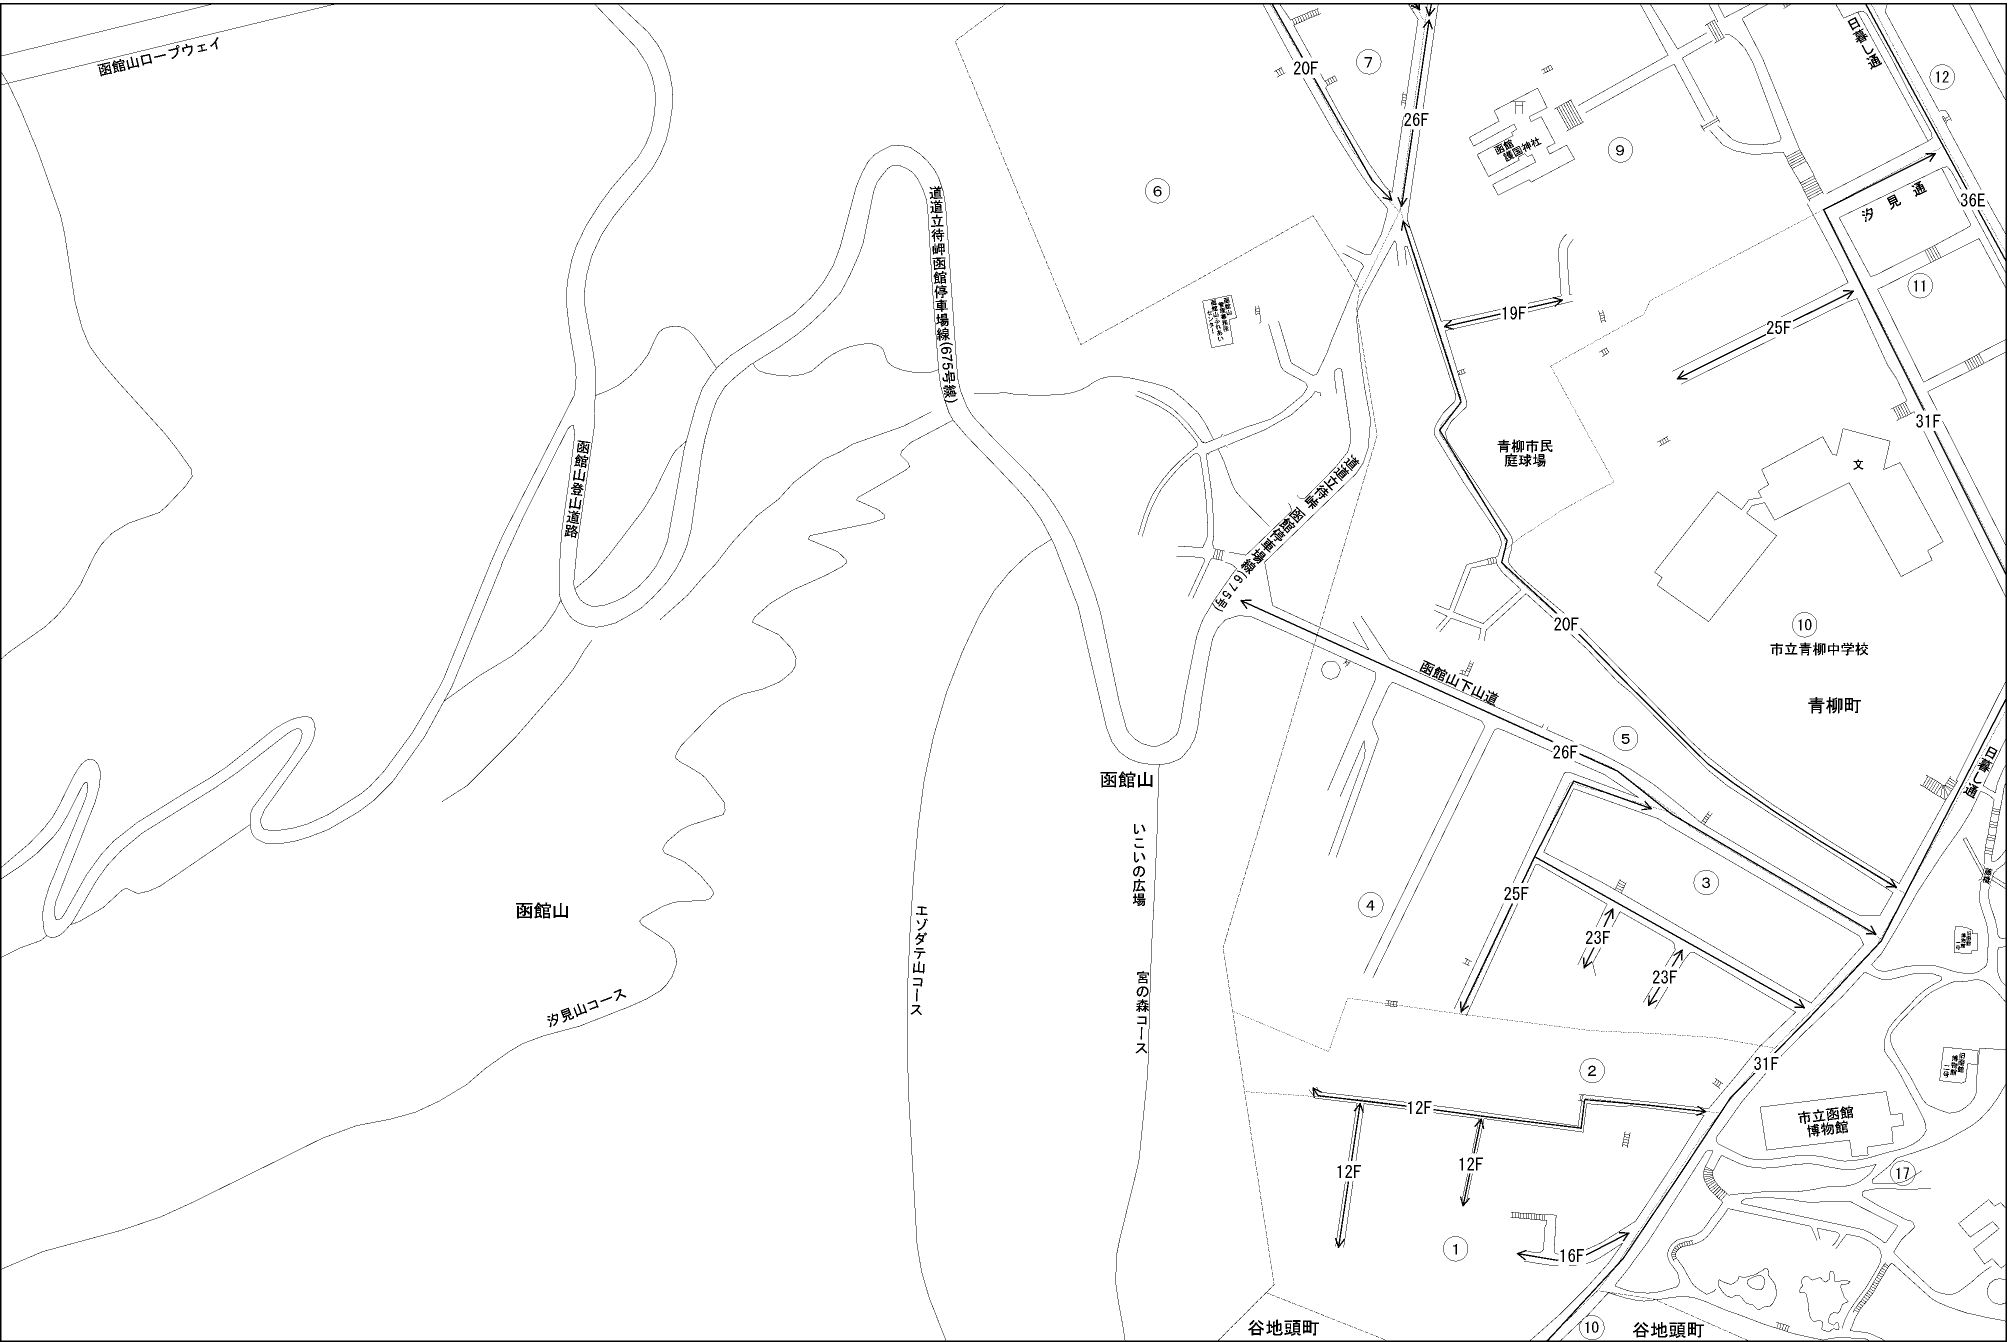 函館山ロープウェイ
日暮し通
20F
⑦
⑫
26F
函館
護国神社
⑨
⑥
36E
汐見通
道道立待岬函館停車場線(675号線)
⑪
19F
25F
31F
青柳市民
庭球場
文
函館山登山道路
道道立待岬
函館停車場線(675号)
20F
⑩
市立青柳中学校
函館山下山道
青柳町
⑤
26F
日暮し通
函館山
いこいの広場
25F
③
④
函館山
エゾダテ山コース
23F
23F
宮の森コース
汐見山コース
31F
②
12F
市立函館
博物館
12F
12F
⑰
①
16F
谷地頭町
⑩
谷地頭町